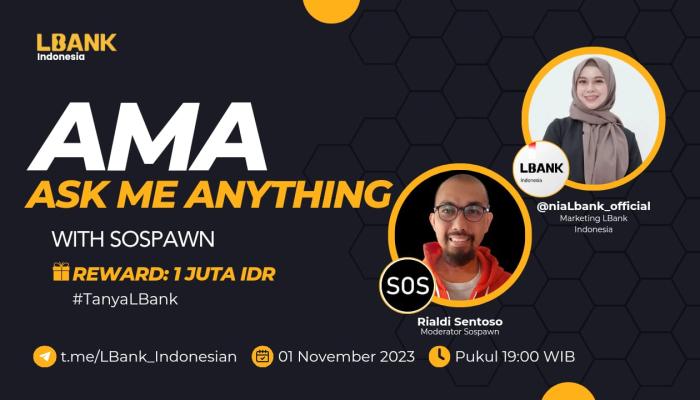 LBANK
Indonesia
AMA
ASK ME ANYTHING
WITH SOSPAWN
REWARD: 1 JUTA IDR
#TanyaLBank
LBANK
Indonesia
@niaLbank_official
Marketing LBank
Indonesia
SOS
Rialdi Sentoso
Moderator Sospawn
t.me/LBank_Indonesian
01 November 2023
Pukul 19:00 WIB